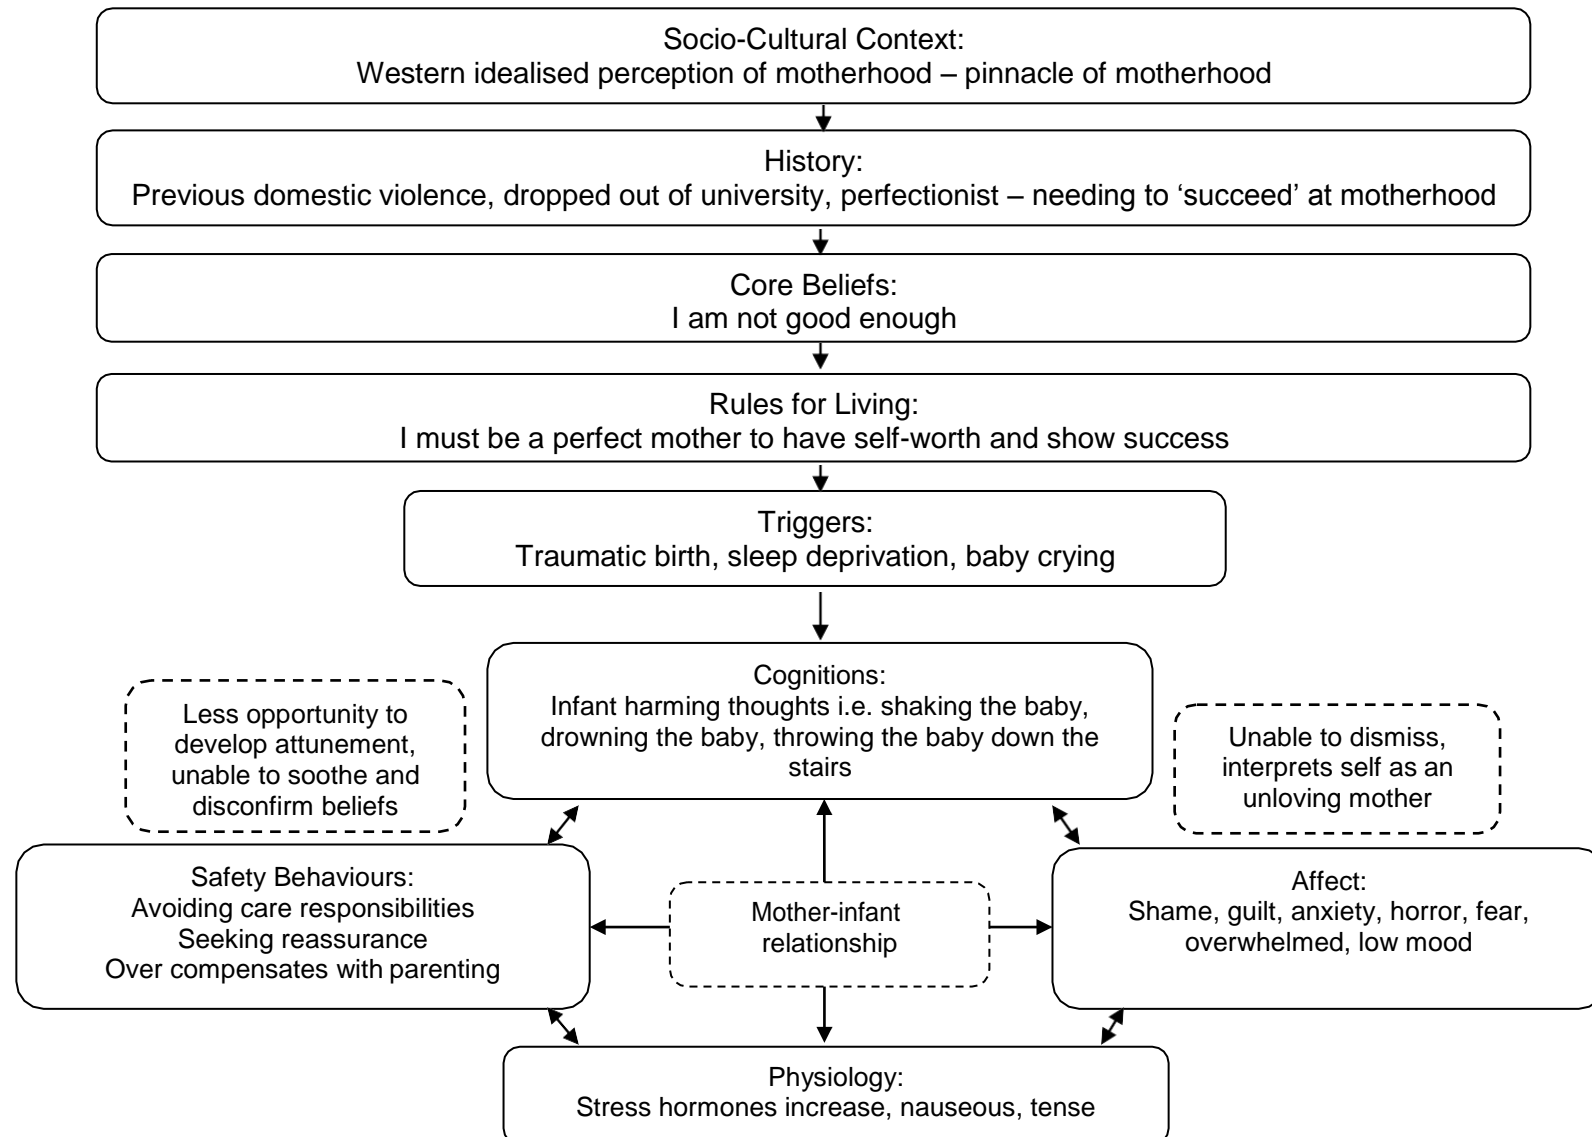 Socio-Cultural Context:
Western idealised perception of motherhood – pinnacle of motherhood
History:
Previous domestic violence, dropped out of university, perfectionist – needing to ‘succeed’ at motherhood
Core Beliefs:
I am not good enough
Rules for Living:
I must be a perfect mother to have self-worth and show success
Triggers:
Traumatic birth, sleep deprivation, baby crying
Cognitions:
Infant harming thoughts i.e. shaking the baby,
drowning the baby, throwing the baby down the
stairs
Less opportunity to
develop attunement,
unable to soothe and
disconfirm beliefs
Unable to dismiss,
interprets self as an
unloving mother
Safety Behaviours:
Avoiding care responsibilities
Seeking reassurance
Over compensates with parenting
Mother-infant
relationship
Affect:
Shame, guilt, anxiety, horror, fear,
overwhelmed, low mood
Physiology:
Stress hormones increase, nauseous, tense